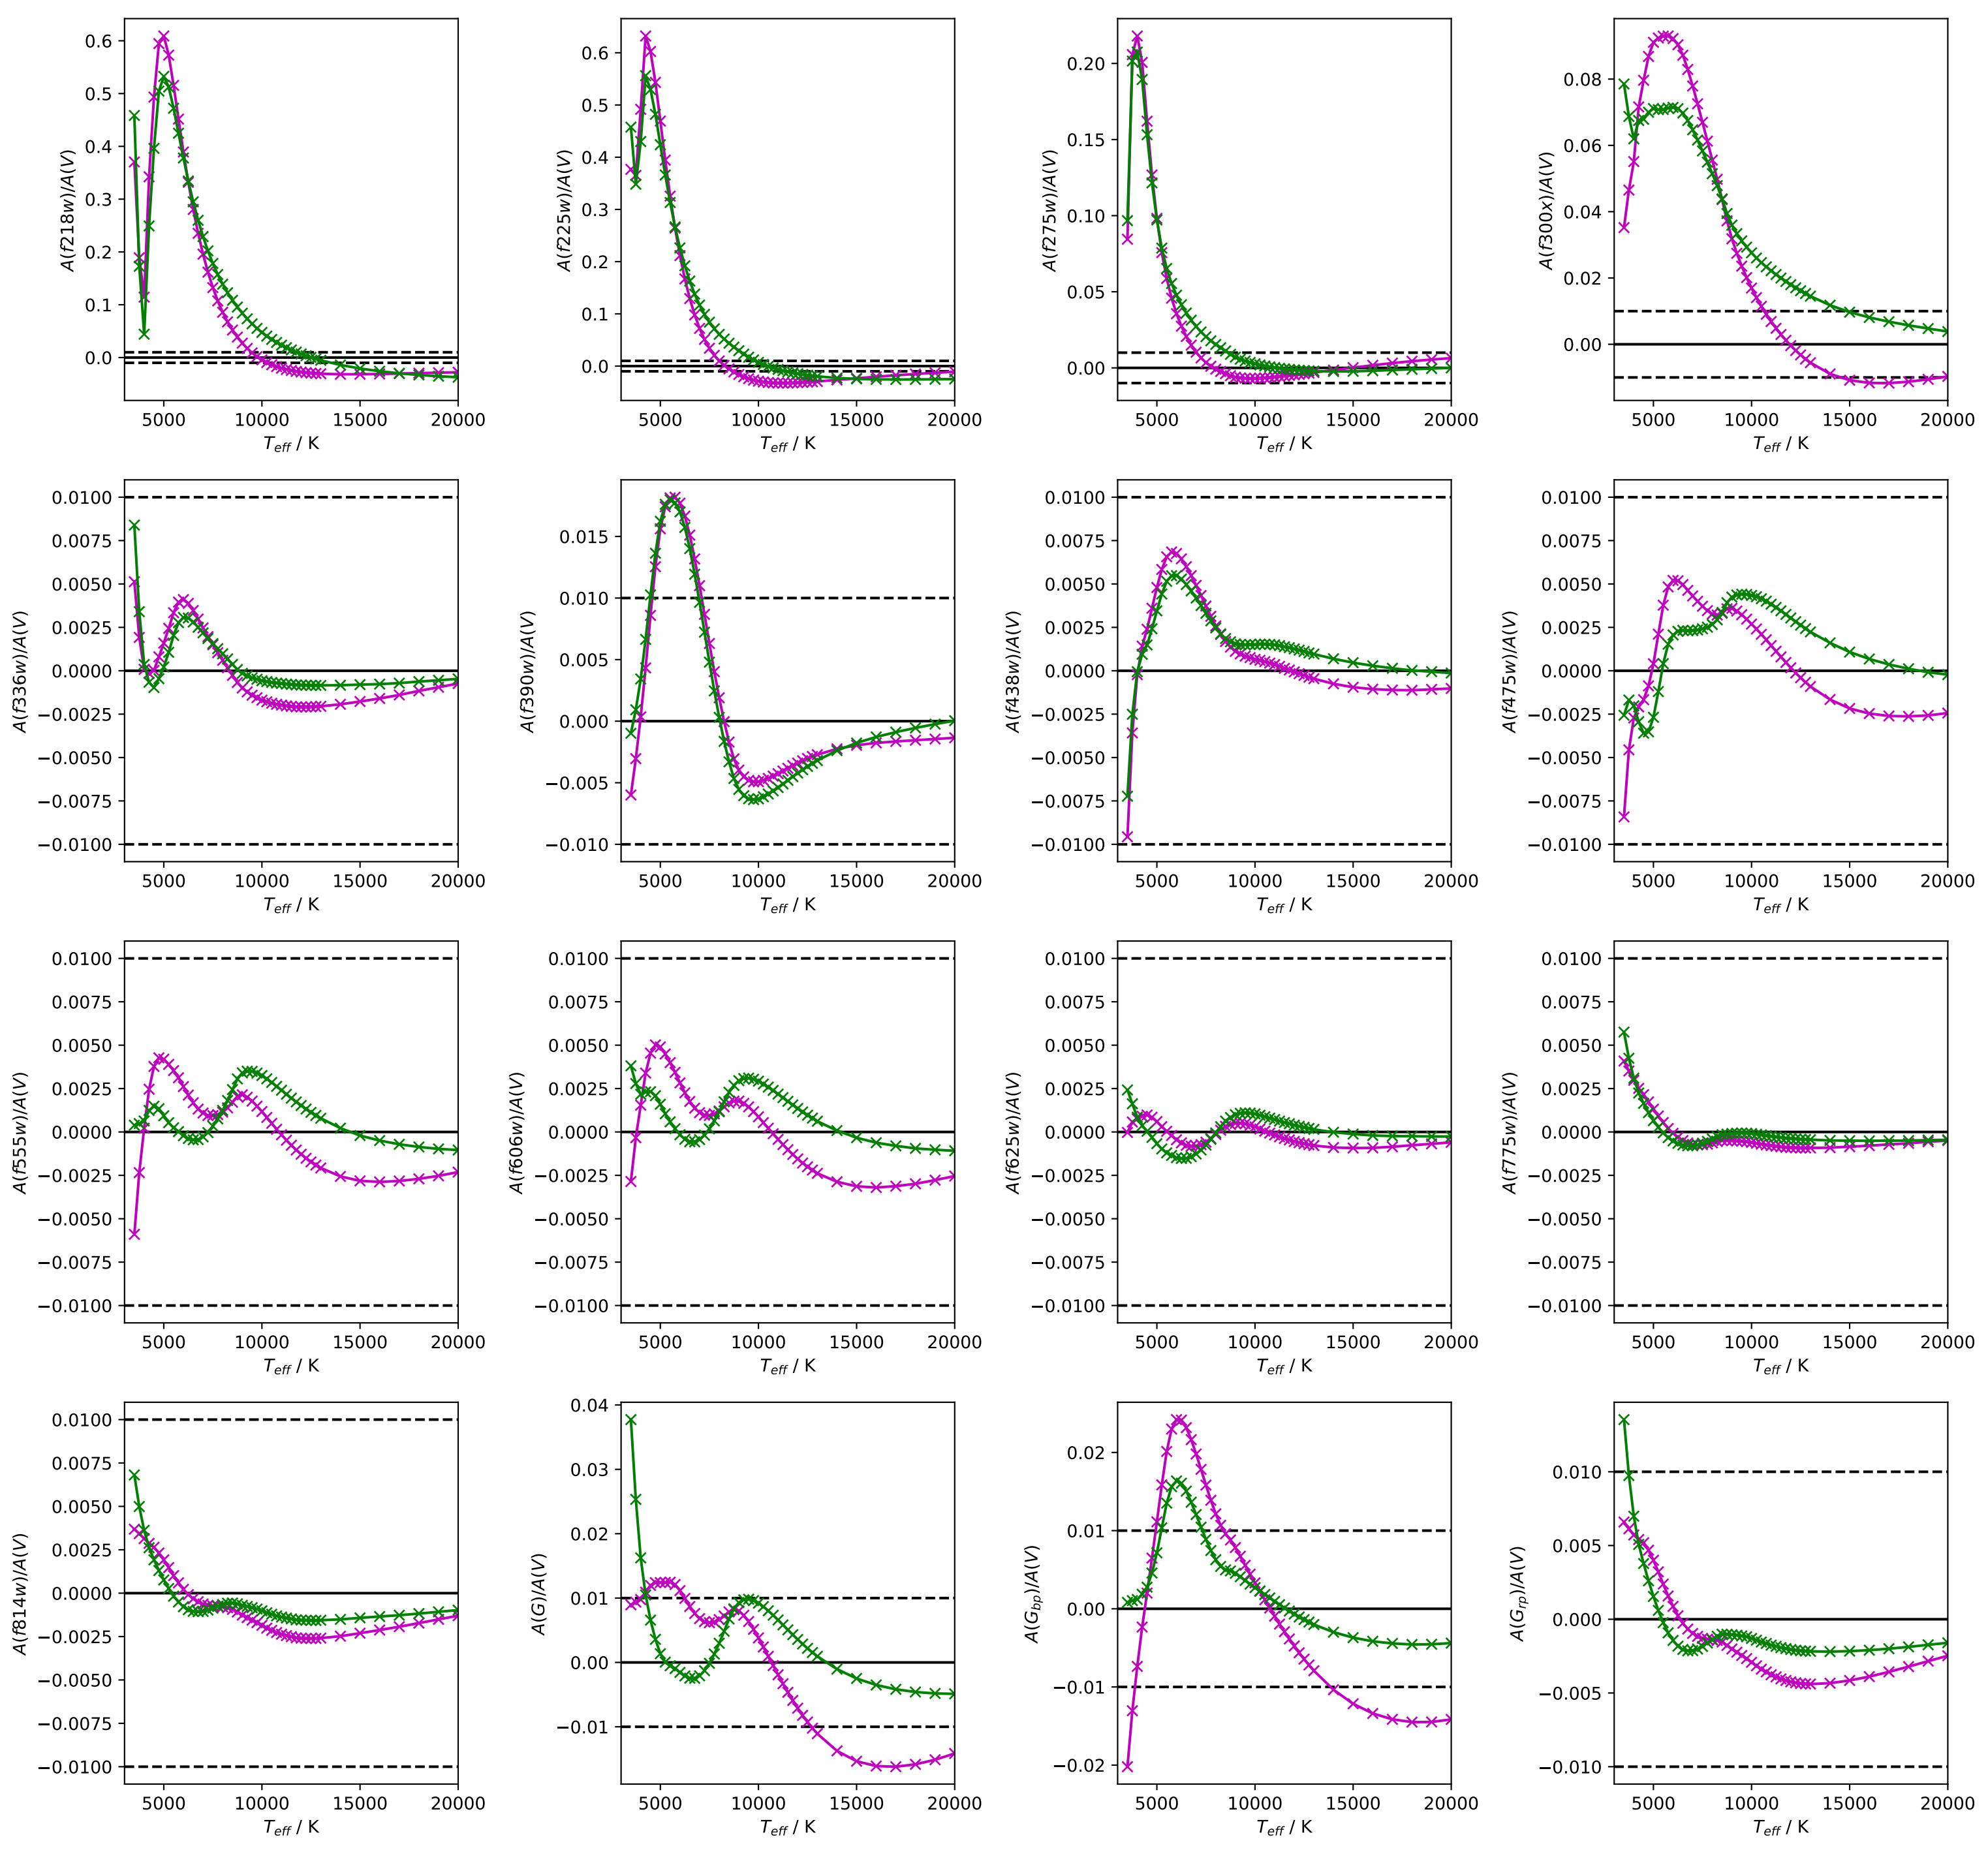 A(f218w)/A(V)
0.6
0.5
0.4
0.3
0.2
0.1
0.0
5000 10000 15000 20000
T_eff / K
A(f225w)/A(V)
0.6
0.5
0.4
0.3
0.2
0.1
0.0
5000 10000 15000 20000
T_eff / K
A(f275w)/A(V)
0.20
0.15
0.10
0.05
0.00
5000 10000 15000 20000
T_eff / K
A(f300x)/A(V)
0.08
0.06
0.04
0.02
0.00
5000 10000 15000 20000
T_eff / K
A(f336w)/A(V)
0.0100
0.0075
0.0050
0.0025
0.0000
−0.0025
−0.0050
−0.0075
−0.0100
5000 10000 15000 20000
T_eff / K
A(f390w)/A(V)
0.015
0.010
0.005
0.000
−0.005
−0.010
5000 10000 15000 20000
T_eff / K
A(f438w)/A(V)
0.0100
0.0075
0.0050
0.0025
0.0000
−0.0025
−0.0050
−0.0075
−0.0100
5000 10000 15000 20000
T_eff / K
A(f475w)/A(V)
0.0100
0.0075
0.0050
0.0025
0.0000
−0.0025
−0.0050
−0.0075
−0.0100
5000 10000 15000 20000
T_eff / K
A(f555w)/A(V)
0.0100
0.0075
0.0050
0.0025
0.0000
−0.0025
−0.0050
−0.0075
−0.0100
5000 10000 15000 20000
T_eff / K
A(f606w)/A(V)
0.0100
0.0075
0.0050
0.0025
0.0000
−0.0025
−0.0050
−0.0075
−0.0100
5000 10000 15000 20000
T_eff / K
A(f625w)/A(V)
0.0100
0.0075
0.0050
0.0025
0.0000
−0.0025
−0.0050
−0.0075
−0.0100
5000 10000 15000 20000
T_eff / K
A(f775w)/A(V)
0.0100
0.0075
0.0050
0.0025
0.0000
−0.0025
−0.0050
−0.0075
−0.0100
5000 10000 15000 20000
T_eff / K
A(f814w)/A(V)
0.0100
0.0075
0.0050
0.0025
0.0000
−0.0025
−0.0050
−0.0075
−0.0100
5000 10000 15000 20000
T_eff / K
A(G)/A(V)
0.04
0.03
0.02
0.01
0.00
−0.01
5000 10000 15000 20000
T_eff / K
A(G_bp)/A(V)
0.02
0.01
0.00
−0.01
−0.02
5000 10000 15000 20000
T_eff / K
A(G_rp)/A(V)
0.010
0.005
0.000
−0.005
−0.010
5000 10000 15000 20000
T_eff / K